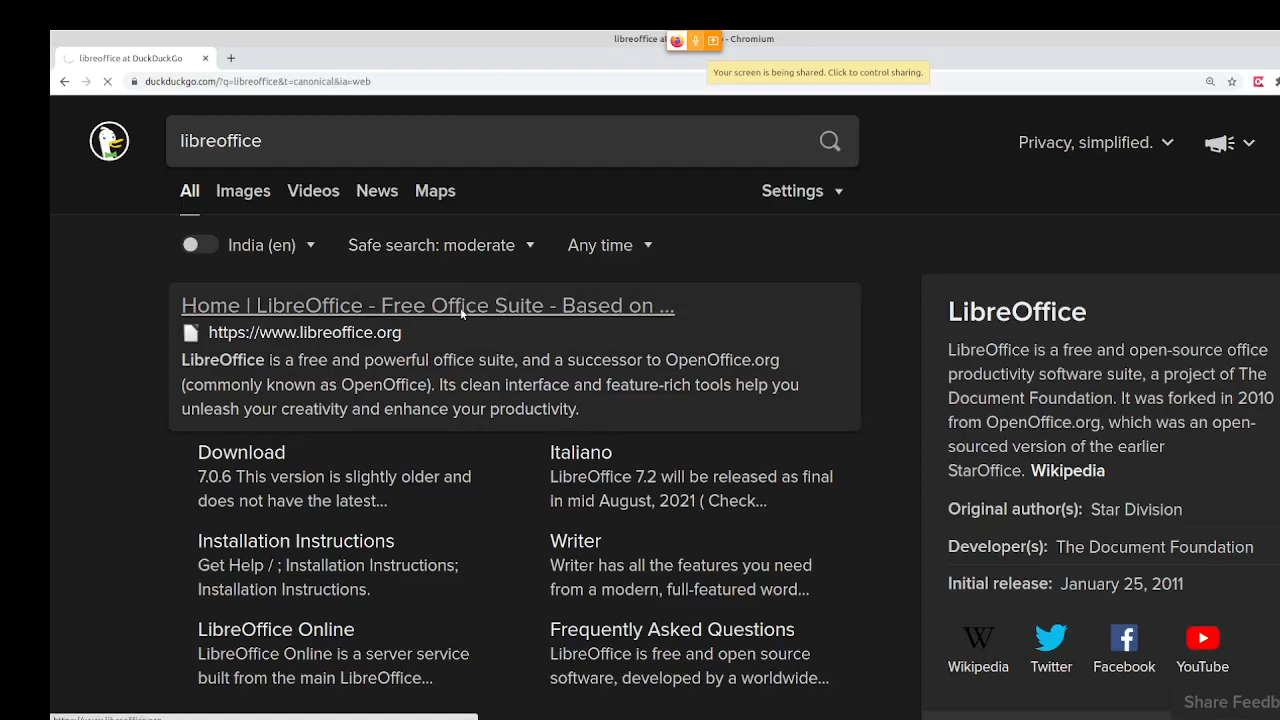 libreoffice a - Chromium
libreoffice at DuckDuckGo
Your screen is being shared. Click to control sharing.
duckduckgo.com/?q=libreoffice&t=canonical&ia=web
libreoffice
Privacy, simplified.
All Images Videos News Maps
Settings
India (en) Safe search: moderate Any time
Home | LibreOffice - Free Office Suite - Based on ...
https://www.libreoffice.org
LibreOffice is a free and powerful office suite, and a successor to OpenOffice.org
(commonly known as OpenOffice). Its clean interface and feature-rich tools help you
unleash your creativity and enhance your productivity.
Download
7.0.6 This version is slightly older and
does not have the latest...
Italiano
LibreOffice 7.2 will be released as final
in mid August, 2021 ( Check...
Installation Instructions
Get Help / ; Installation Instructions;
Installation Instructions.
Writer
Writer has all the features you need
from a modern, full-featured word...
LibreOffice Online
LibreOffice Online is a server service
built from the main LibreOffice...
Frequently Asked Questions
LibreOffice is free and open source
software, developed by a worldwide...
LibreOffice
LibreOffice is a free and open-source office
productivity software suite, a project of The
Document Foundation. It was forked in 2010
from OpenOffice.org, which was an open-
sourced version of the earlier
StarOffice. Wikipedia
Original author(s): Star Division
Developer(s): The Document Foundation
Initial release: January 25, 2011
W
Wikipedia Twitter Facebook YouTube
Share Feedb